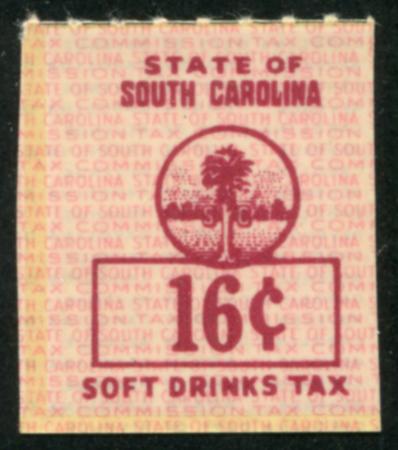 STATE OF
SOUTH CAROLINA
S C
16¢
SOFT DRINKS TAX